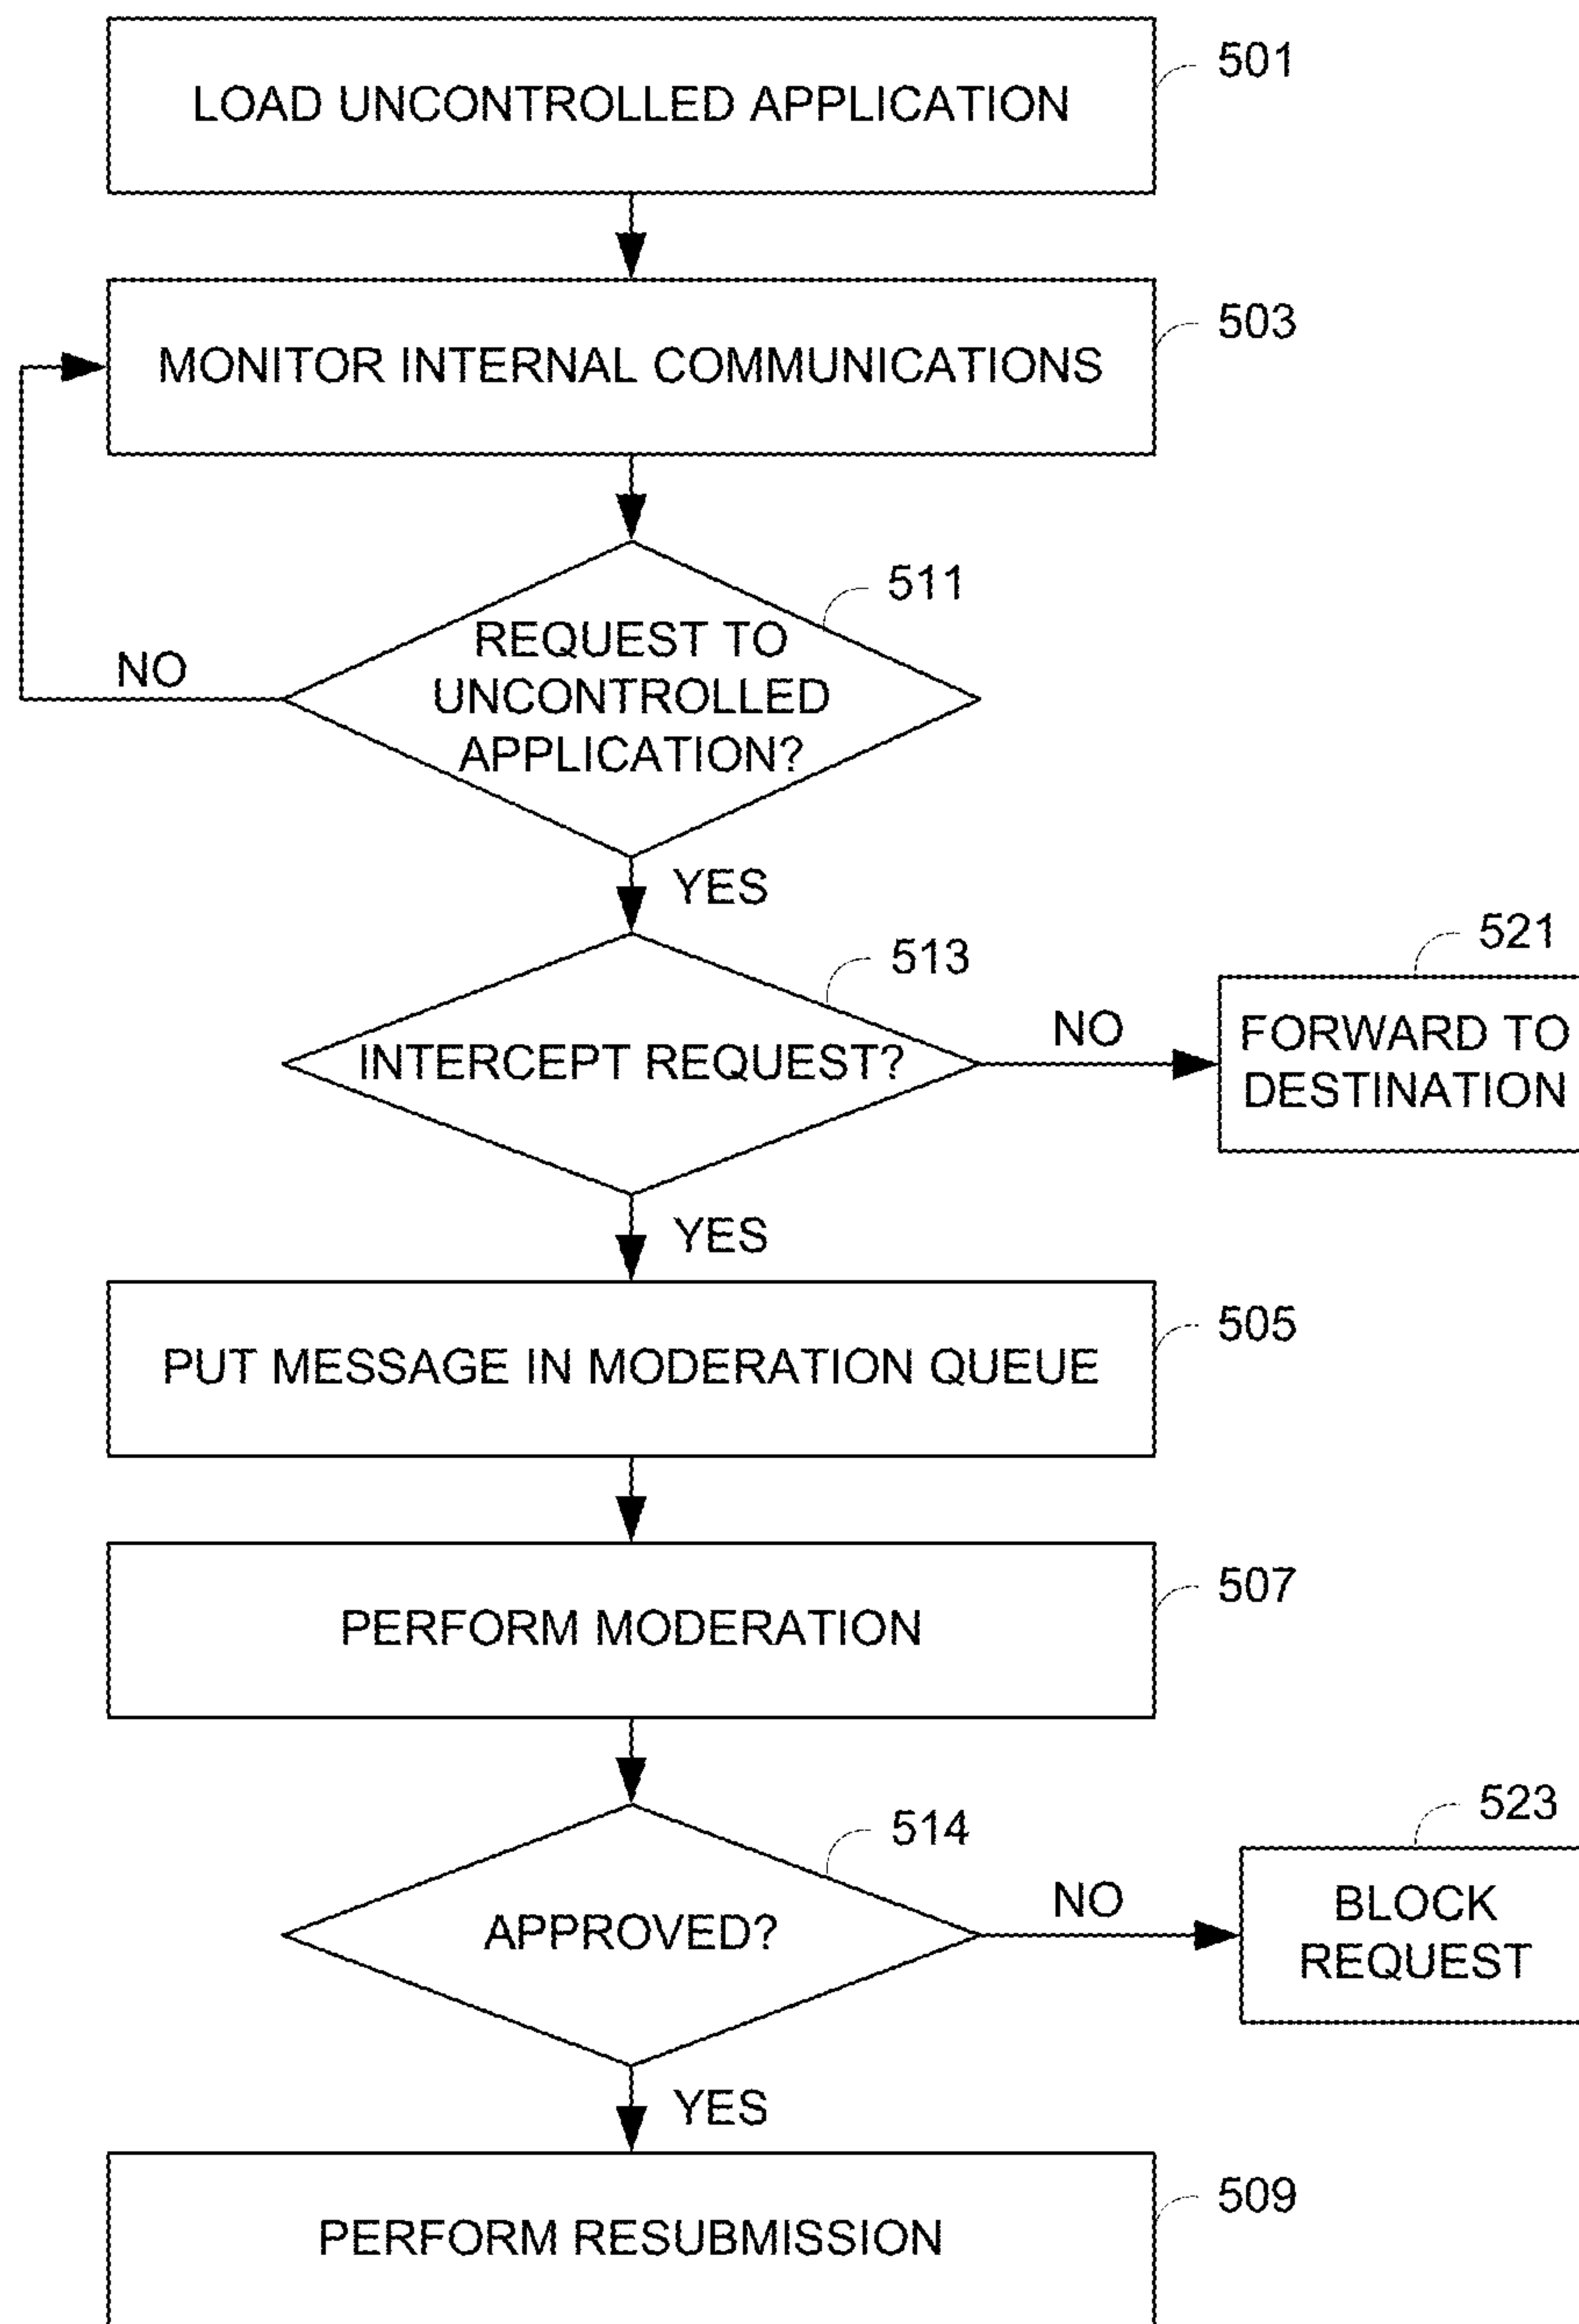 LOAD UNCONTROLLED APPLICATION
501
MONITOR INTERNAL COMMUNICATIONS
503
REQUEST TO
UNCONTROLLED
APPLICATION?
511
NO
YES
INTERCEPT REQUEST?
513
NO
FORWARD TO
DESTINATION
521
YES
PUT MESSAGE IN MODERATION QUEUE
505
PERFORM MODERATION
507
APPROVED?
514
NO
BLOCK
REQUEST
523
YES
PERFORM RESUBMISSION
509